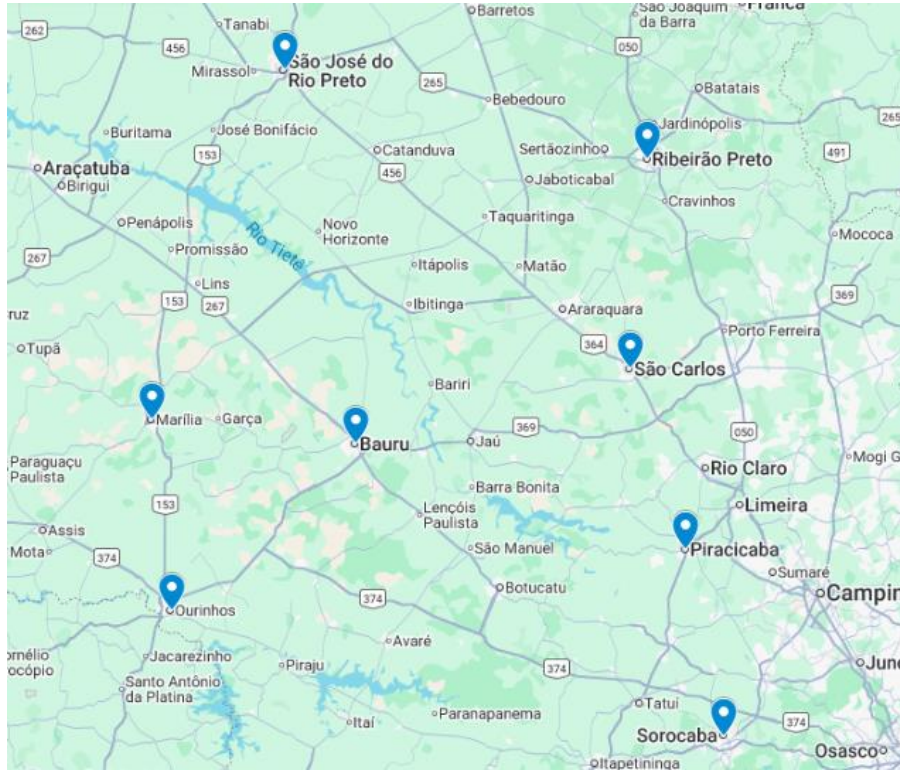 Barretos
São Joaquim
da Barra
Franca
Tanabi
262
456
050
São José do
Rio Preto
Mirassol
265
Batatais
Bebedouro
Buritama
José Bonifácio
Jardinópolis
265
Sertãozinho
153
Catanduva
491
Araçatuba
456
Ribeirão Preto
Birigui
Jaboticabal
Cravinhos
Penápolis
Novo
Horizonte
Taquaritinga
Mococa
Rio Tietê
Promissão
267
Itápolis
Matão
Lins
153
267
Ibitinga
Araraquara
369
ruz
Porto Ferreira
Tupã
364
São Carlos
Bariri
Marília
Garça
369
050
Bauru
Jaú
Paraguaçu
Paulista
Mogi G
Rio Claro
Barra Bonita
153
Lençóis
Paulista
Limeira
Assis
Mota
374
São Manuel
Piracicaba
Sumaré
Botucatu
Campin
374
Ourinhos
Avaré
ornélio
ocópio
Jacarezinho
Piraju
374
Jun
Santo Antônio
da Platina
Tatuí
Itaí
Paranapanema
374
Sorocaba
Osasco
Itapetininga